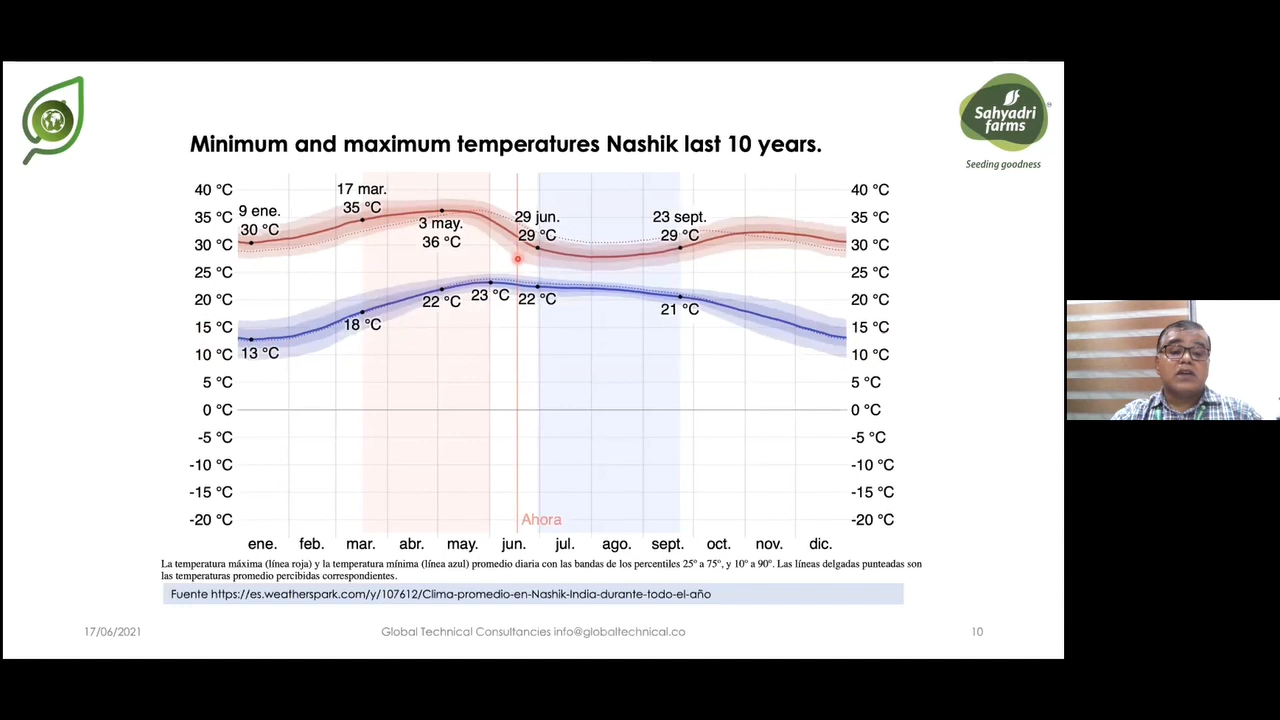 Sahyadri
farms
Seeding goodness
Minimum and maximum temperatures Nashik last 10 years.
40 °C 40 °C
17 mar.
35 °C
9 ene.
30 °C
3 may.
36 °C
29 jun.
29 °C
23 sept.
29 °C
35 °C 35 °C
30 °C 30 °C
25 °C 25 °C
20 °C 20 °C
22 °C 23 °C 22 °C
21 °C
18 °C
15 °C 15 °C
13 °C
10 °C 10 °C
5 °C 5 °C
0 °C 0 °C
-5 °C -5 °C
-10 °C -10 °C
-15 °C -15 °C
-20 °C -20 °C
Ahora
ene. feb. mar. abr. may. jun. jul. ago. sept. oct. nov. dic.
La temperatura máxima (línea roja) y la temperatura mínima (línea azul) promedio diaria con las bandas de los percentiles 25º a 75º, y 10º a 90º. Las líneas delgadas punteadas son
las temperaturas promedio percibidas correspondientes.
Fuente https://es.weatherspark.com/y/107612/Clima-promedio-en-Nashik-India-durante-todo-el-año
17/06/2021 Global Technical Consultancies info@globaltechnical.co 10